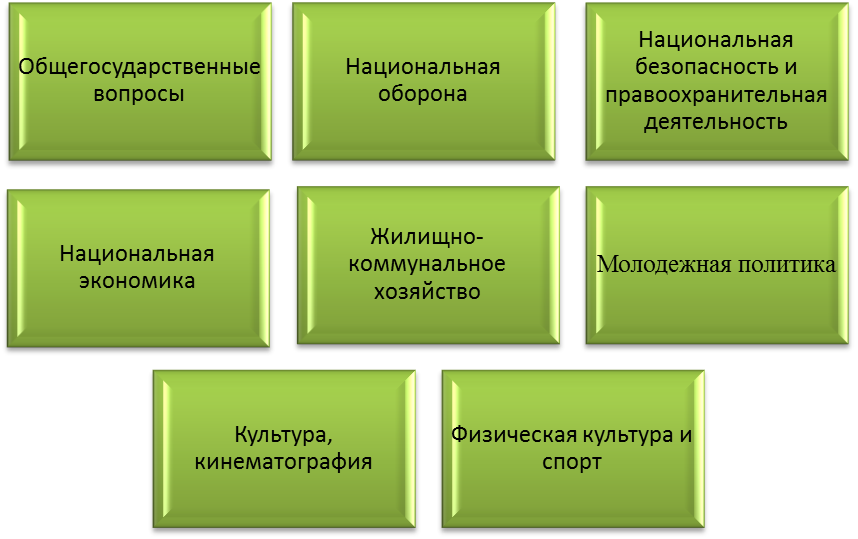 Общегосударственные
вопросы
Национальная
оборона
Национальная
безопасность и
правоохранительная
деятельность
Национальная
экономика
Жилищно-
коммунальное
хозяйство
Молодежная политика
Культура,
кинематография
Физическая культура и
спорт